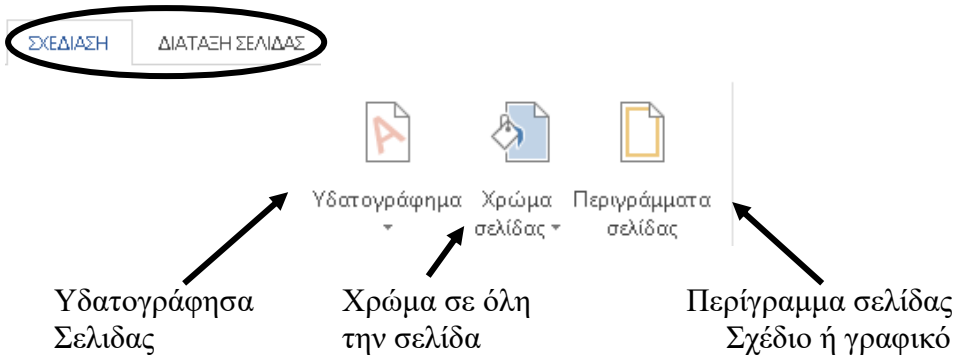 ΣΧΕΔΙΑΣΗ ΔΙΑΤΑΞΗ ΣΕΛΙΔΑΣ
Υδατογράφημα Χρώμα Περιγράμματα
σελίδας σελίδας
Υδατογράφησα Χρώμα σε όλη Περίγραμμα σελίδας
Σελιδας την σελίδα Σχέδιο ή γραφικό